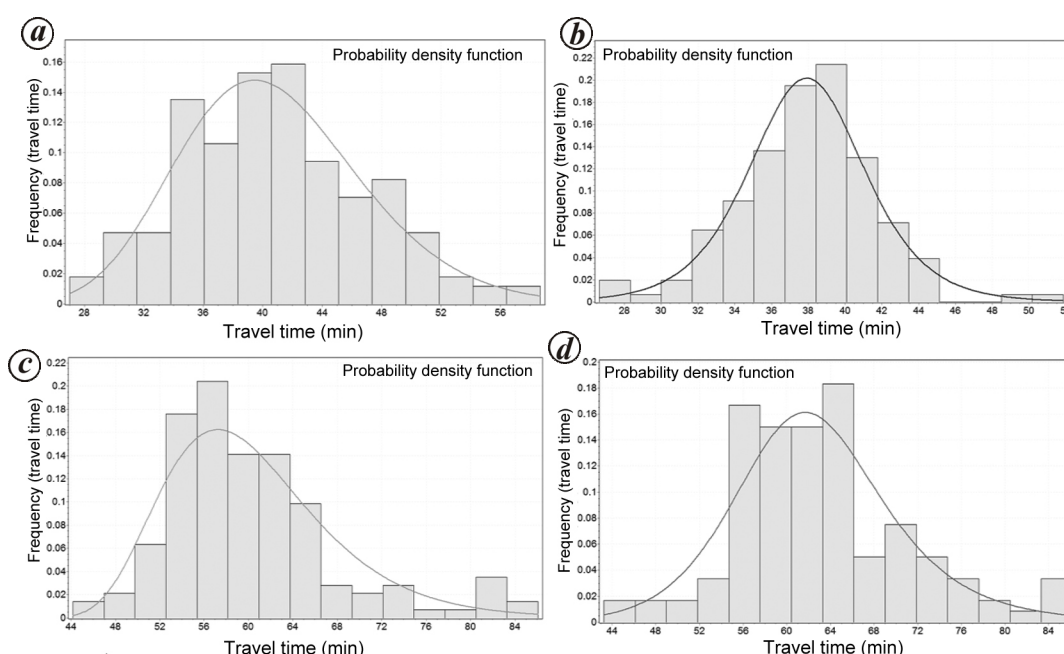 a
Probability density function
Frequency (travel time)
0.16
0.14
0.12
0.1
0.08
0.06
0.04
0.02
0
28 32 36 40 44 48 52 56
Travel time (min)
b
Probability density function
Frequency (travel time)
0.22
0.2
0.18
0.16
0.14
0.12
0.1
0.08
0.06
0.04
0.02
0
28 30 32 34 36 38 40 42 44 46 48 50
Travel time (min)
c
Probability density function
Frequency (travel time)
0.22
0.2
0.18
0.16
0.14
0.12
0.1
0.08
0.06
0.04
0.02
0
44 48 52 56 60 64 68 72 76 80 84
Travel time (min)
d
Probability density function
Frequency (travel time)
0.2
0.18
0.16
0.14
0.12
0.1
0.08
0.06
0.04
0.02
0
44 48 52 56 60 64 68 72 76 80 84
Travel time (min)